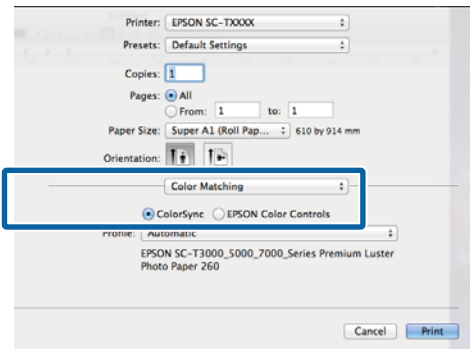 Printer: EPSON SC-TXXXX
Presets: Default Settings
Copies: 1
Pages: All
From: 1 to: 1
Paper Size: Super A1 (Roll Pap... 610 by 914 mm
Orientation:
Color Matching
ColorSync EPSON Color Controls
Profile: Automatic
EPSON SC-T3000_5000_7000_Series Premium Luster
Photo Paper 260
Cancel Print